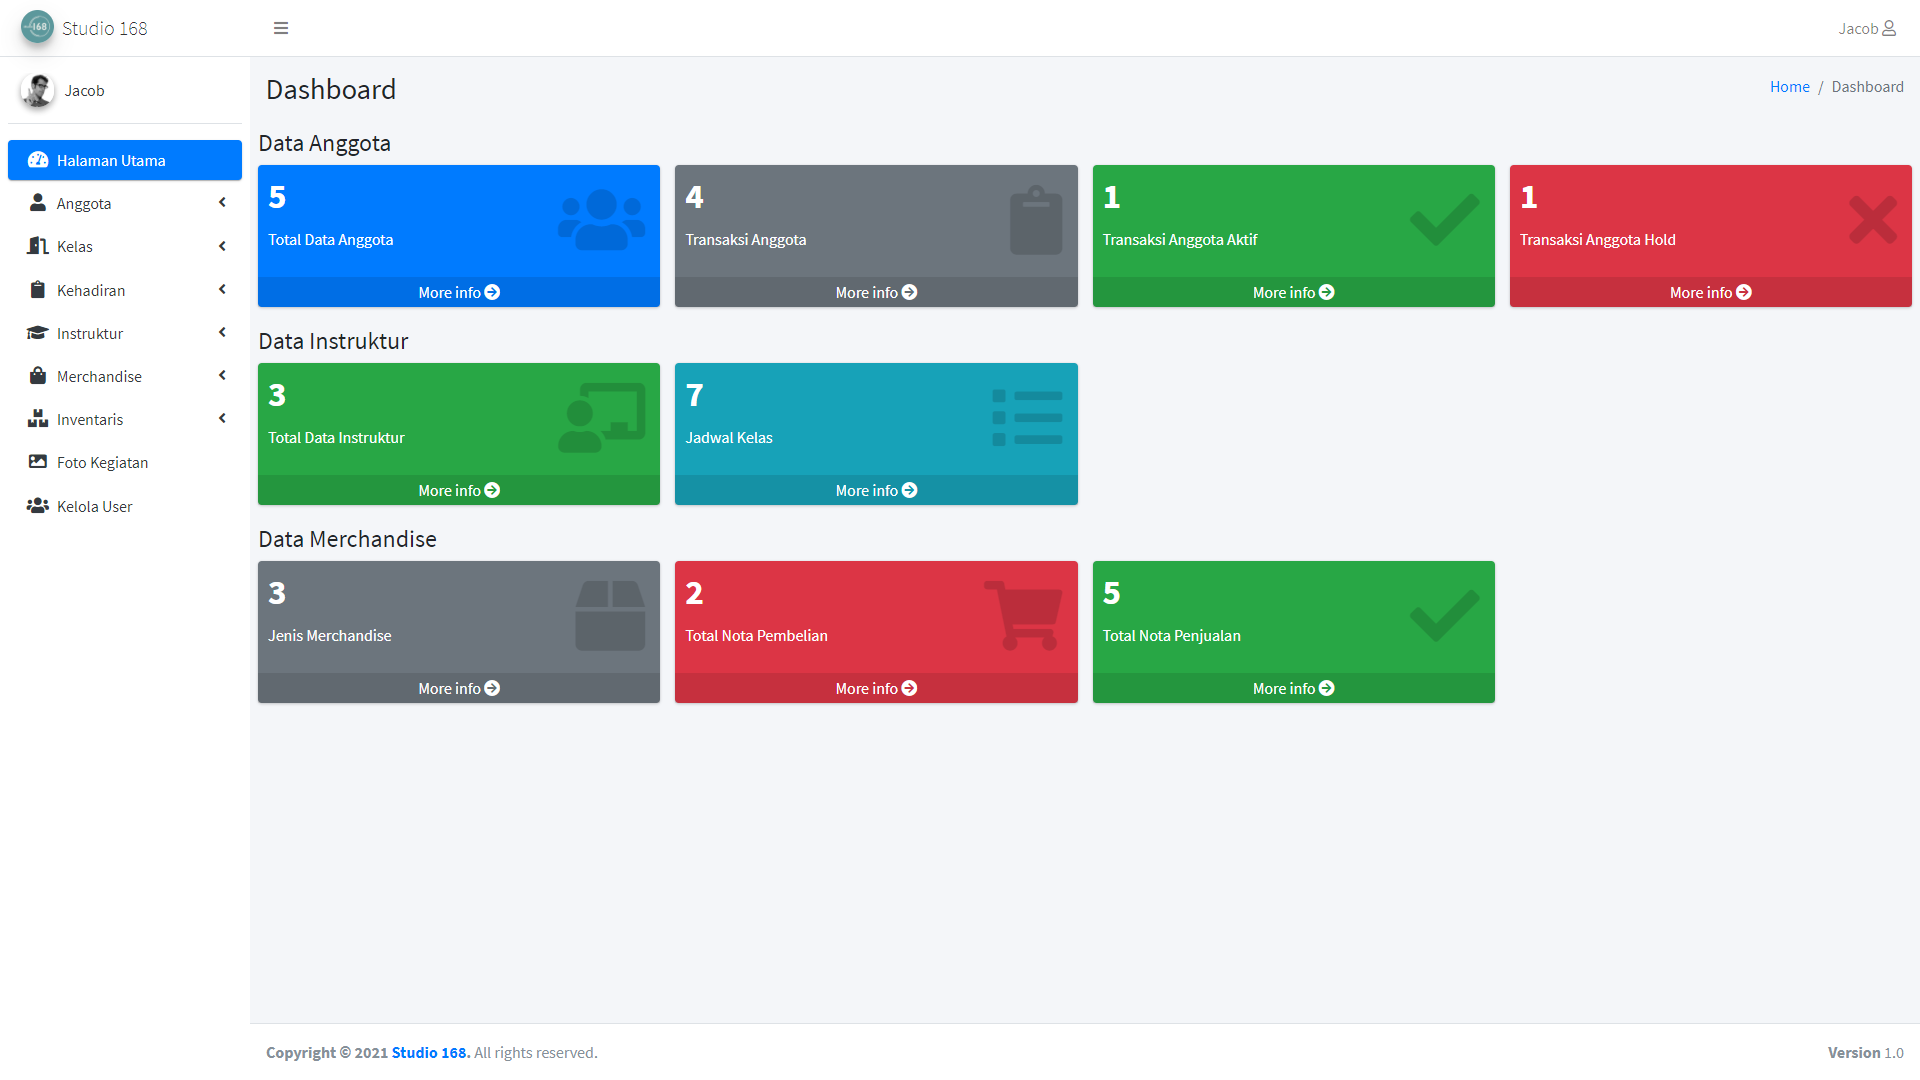 168
Studio 168
Jacob
Jacob
Halaman Utama
Anggota
Kelas
Kehadiran
Instruktur
Merchandise
Inventaris
Foto Kegiatan
Kelola User
Dashboard
Home / Dashboard
Data Anggota
5
Total Data Anggota
More info
4
Transaksi Anggota
More info
1
Transaksi Anggota Aktif
More info
1
Transaksi Anggota Hold
More info
Data Instruktur
3
Total Data Instruktur
More info
7
Jadwal Kelas
More info
Data Merchandise
3
Jenis Merchandise
More info
2
Total Nota Pembelian
More info
5
Total Nota Penjualan
More info
Copyright © 2021 Studio 168. All rights reserved.
Version 1.0